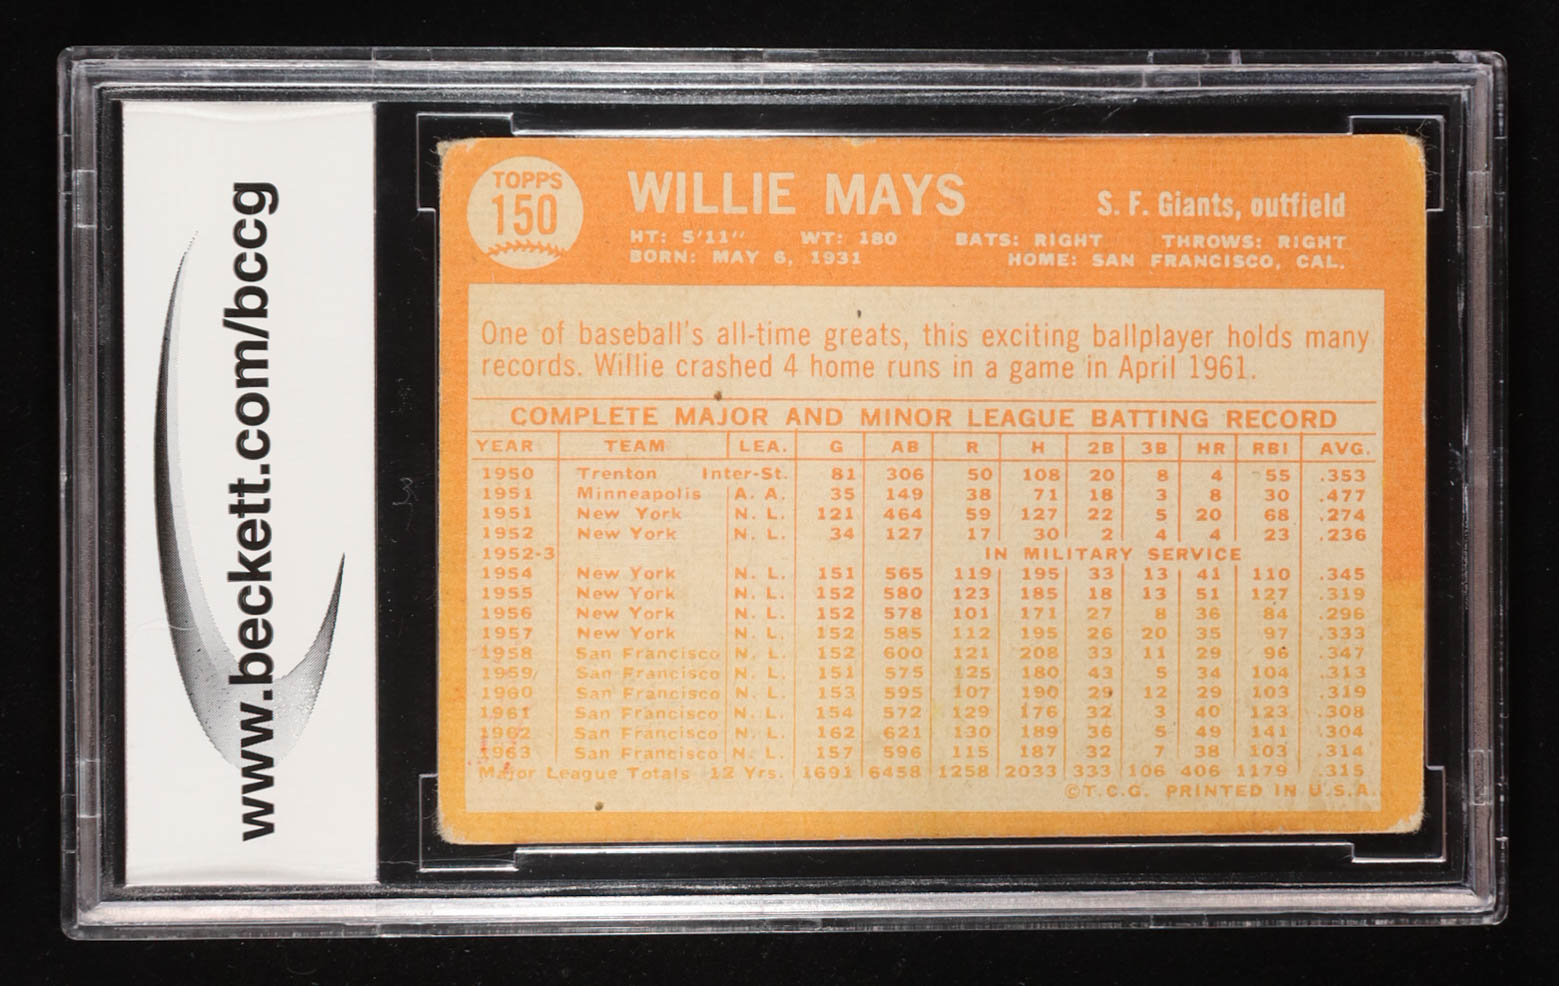 www.beckett.com/bccg
TOPPS
150
WILLIE MAYS
S. F. Giants, outfield
HT: 5'11" WT: 180 BATS: RIGHT THROWS: RIGHT
BORN: MAY 6, 1931 HOME: SAN FRANCISCO, CAL.
One of baseball's all-time greats, this exciting ballplayer holds many
records. Willie crashed 4 home runs in a game in April 1961.
COMPLETE MAJOR AND MINOR LEAGUE BATTING RECORD
YEAR TEAM LEA. G AB R H 2B 3B HR RBI AVG.
1950 Trenton Inter-St. 81 306 50 108 20 8 4 55 .353
1951 Minneapolis A. A. 35 149 38 71 18 3 8 30 .477
1951 New York N. L. 121 464 59 127 22 5 20 68 .274
1952 New York N. L. 34 127 17 30 2 4 4 23 .236
1952-3 IN MILITARY SERVICE
1954 New York N. L. 151 565 119 195 33 13 41 110 .345
1955 New York N. L. 152 580 123 185 18 13 51 127 .319
1956 New York N. L. 152 578 101 171 27 8 36 84 .296
1957 New York N. L. 152 585 112 195 26 20 35 97 .333
1958 San Francisco N. L. 152 600 121 208 33 11 29 96 .347
1959 San Francisco N. L. 151 575 125 180 43 5 34 104 .313
1960 San Francisco N. L. 153 595 107 190 29 12 29 103 .319
1961 San Francisco N. L. 154 572 129 176 32 3 40 123 .308
1962 San Francisco N. L. 162 621 130 189 36 5 49 141 .304
1963 San Francisco N. L. 157 596 115 187 32 7 38 103 .314
Major League Totals 12 Yrs. 1691 6458 1258 2033 333 106 406 1179 .315
©T.C.G. PRINTED IN U.S.A.